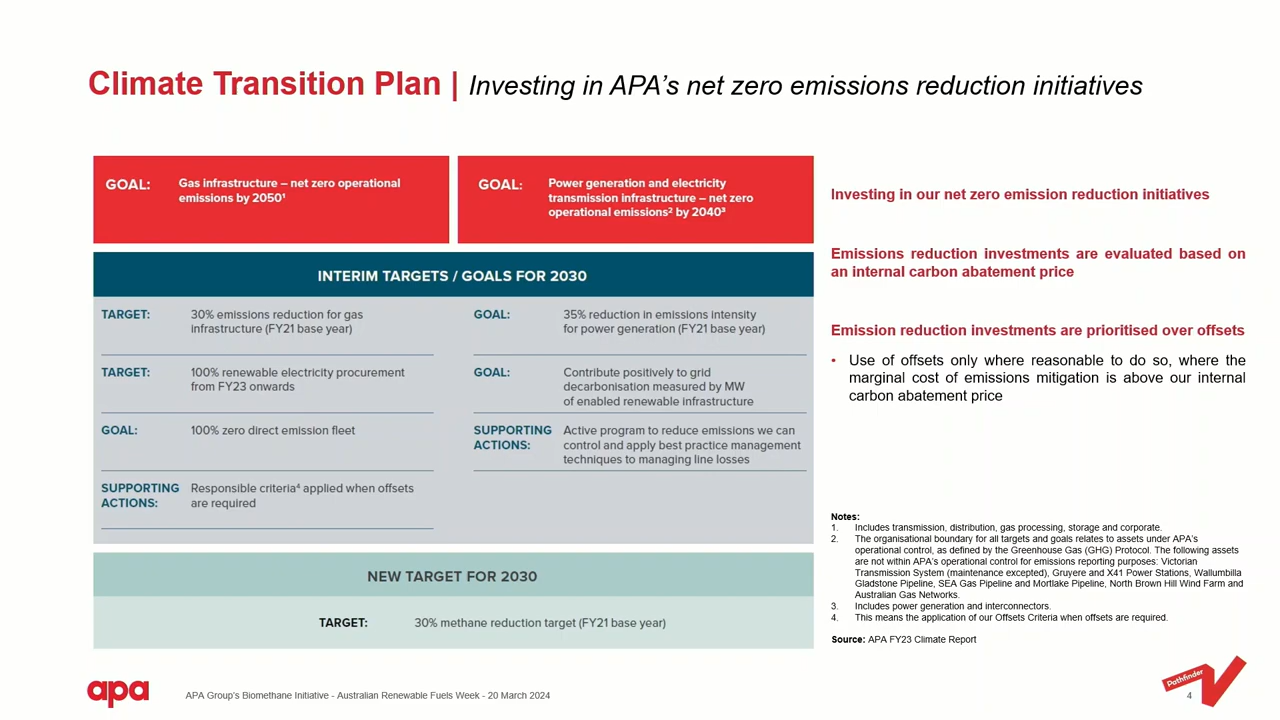 Climate Transition Plan | Investing in APA's net zero emissions reduction initiatives
GOAL:
Gas infrastructure – net zero operational
emissions by 2050¹
GOAL:
Power generation and electricity
transmission infrastructure – net zero
operational emissions² by 2040³
INTERIM TARGETS / GOALS FOR 2030
TARGET:
30% emissions reduction for gas
infrastructure (FY21 base year)
TARGET:
100% renewable electricity procurement
from FY23 onwards
GOAL:
100% zero direct emission fleet
SUPPORTING
ACTIONS:
Responsible criteria⁴ applied when offsets
are required
GOAL:
35% reduction in emissions intensity
for power generation (FY21 base year)
GOAL:
Contribute positively to grid
decarbonisation measured by MW
of enabled renewable infrastructure
SUPPORTING
ACTIONS:
Active program to reduce emissions we can
control and apply best practice management
techniques to managing line losses
NEW TARGET FOR 2030
TARGET:
30% methane reduction target (FY21 base year)
Investing in our net zero emission reduction initiatives
Emissions reduction investments are evaluated based on
an internal carbon abatement price
Emission reduction investments are prioritised over offsets
• Use of offsets only where reasonable to do so, where the
marginal cost of emissions mitigation is above our internal
carbon abatement price
Notes:
1. Includes transmission, distribution, gas processing, storage and corporate.
2. The organisational boundary for all targets and goals relates to assets under APA's
operational control, as defined by the Greenhouse Gas (GHG) Protocol. The following assets
are not within APA's operational control for emissions reporting purposes: Victorian
Transmission System (maintenance excepted), Gruyere and X41 Power Stations, Wallumbilla
Gladstone Pipeline, SEA Gas Pipeline and Mortlake Pipeline, North Brown Hill Wind Farm and
Australian Gas Networks.
3. Includes power generation and interconnectors.
4. This means the application of our Offsets Criteria when offsets are required.
Source: APA FY23 Climate Report
apa
APA Group's Biomethane Initiative - Australian Renewable Fuels Week - 20 March 2024
Pathfinder
4